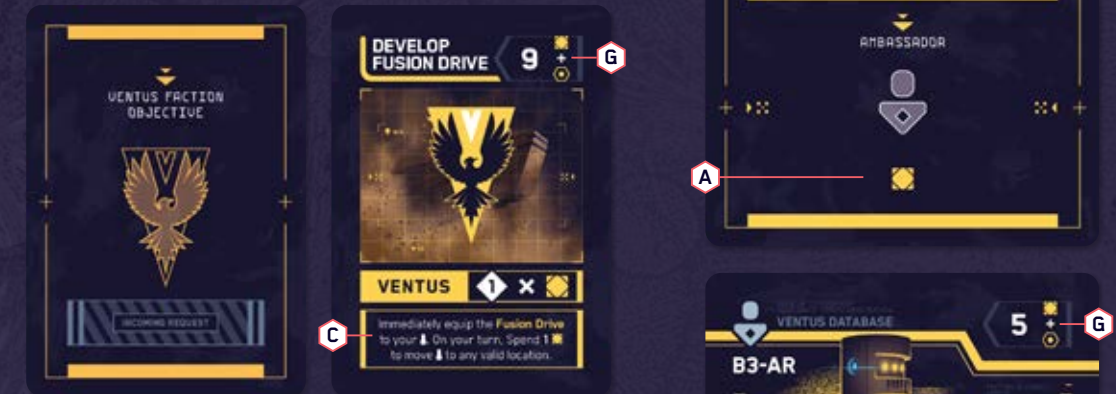 VENTUS FACTION
OBJECTIVE
INCOMING REQUEST
DEVELOP
FUSION DRIVE
9
+
G
V
VENTUS
1
×
C
Immediately equip the Fusion Drive
to your . On your turn, Spend 1
to move to any valid location.
AMBASSADOR
A
VENTUS DATABASE
5
+
G
B3-AR